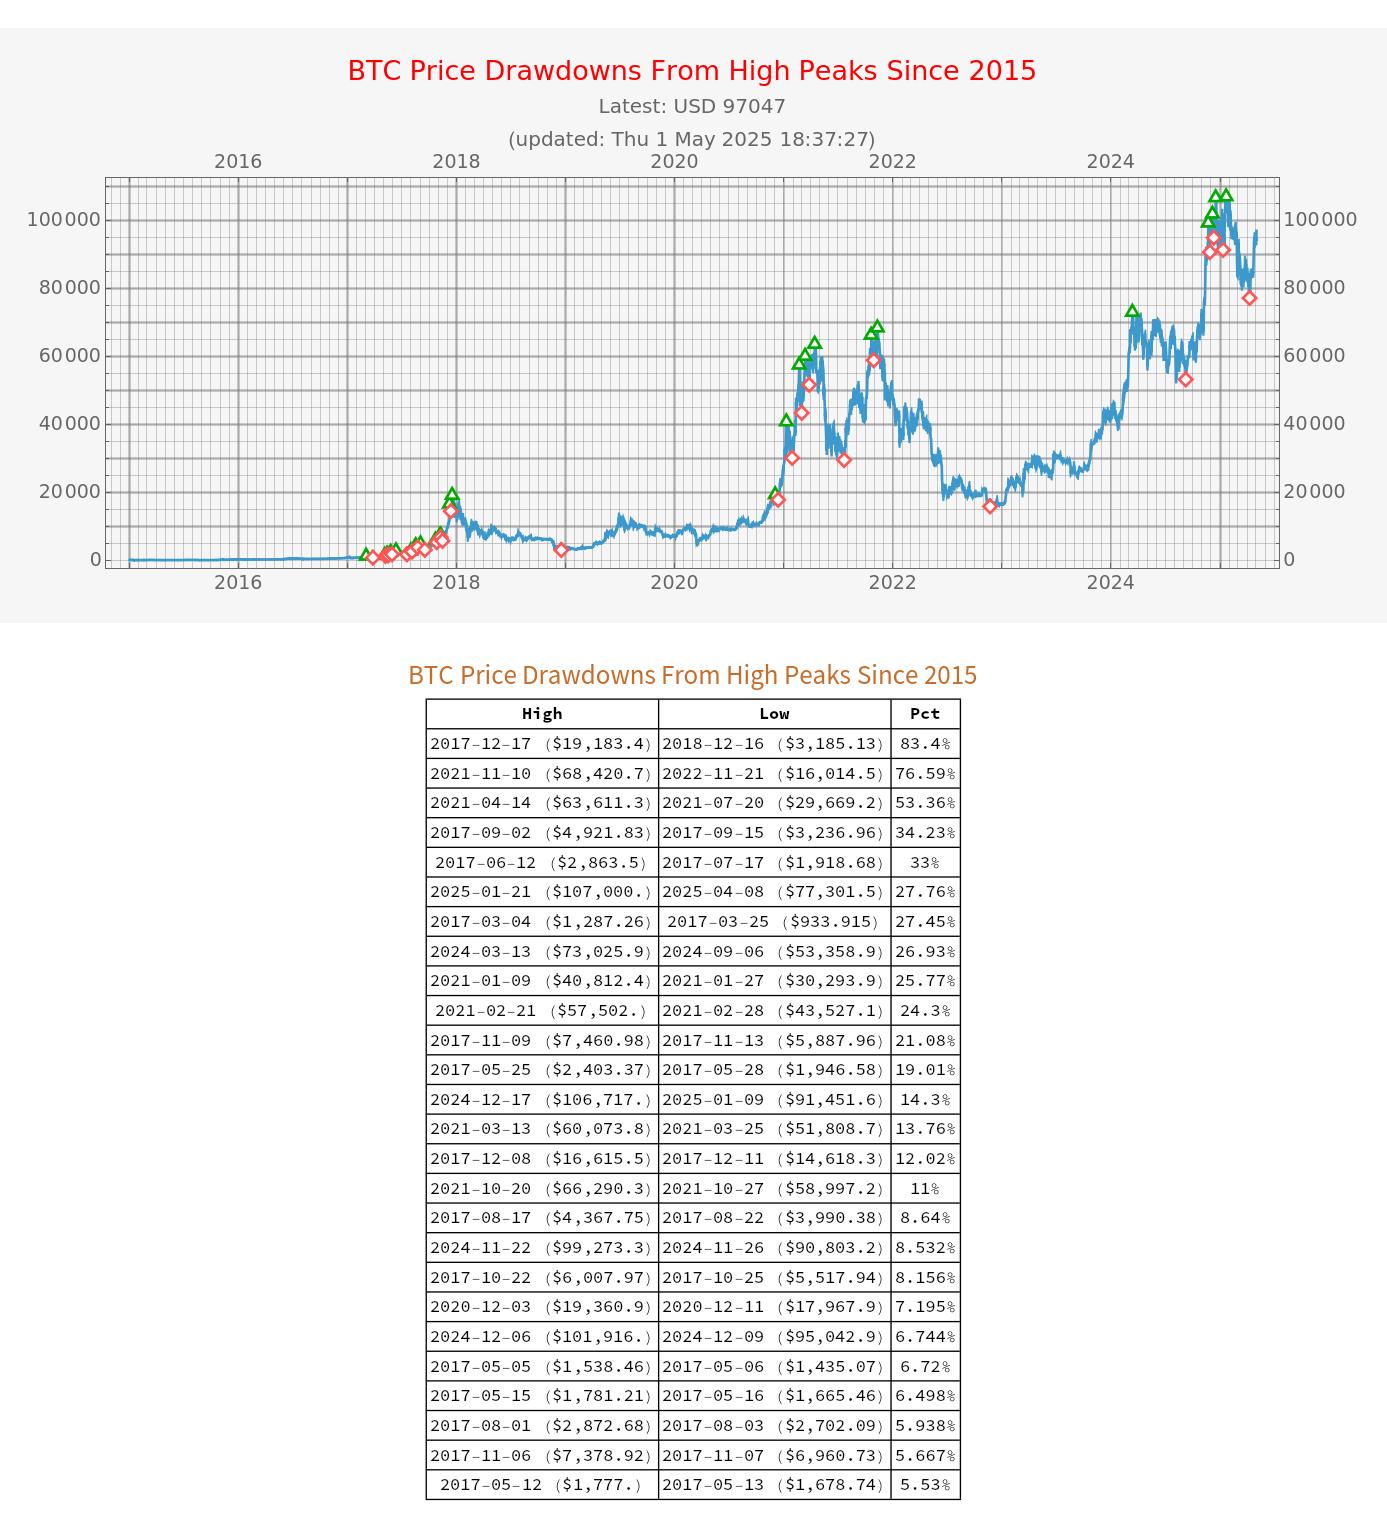 BTC Price Drawdowns From High Peaks Since 2015
Latest: USD 97047
(updated: Thu 1 May 2025 18:37:27)
2016 2018 2020 2022 2024
100000 100000
80000 80000
60000 60000
40000 40000
20000 20000
0 0
2016 2018 2020 2022 2024
BTC Price Drawdowns From High Peaks Since 2015
High Low Pct
2017-12-17 ($19,183.4) 2018-12-16 ($3,185.13) 83.4%
2021-11-10 ($68,420.7) 2022-11-21 ($16,014.5) 76.59%
2021-04-14 ($63,611.3) 2021-07-20 ($29,669.2) 53.36%
2017-09-02 ($4,921.83) 2017-09-15 ($3,236.96) 34.23%
2017-06-12 ($2,863.5) 2017-07-17 ($1,918.68) 33%
2025-01-21 ($107,000.) 2025-04-08 ($77,301.5) 27.76%
2017-03-04 ($1,287.26) 2017-03-25 ($933.915) 27.45%
2024-03-13 ($73,025.9) 2024-09-06 ($53,358.9) 26.93%
2021-01-09 ($40,812.4) 2021-01-27 ($30,293.9) 25.77%
2021-02-21 ($57,502.) 2021-02-28 ($43,527.1) 24.3%
2017-11-09 ($7,460.98) 2017-11-13 ($5,887.96) 21.08%
2017-05-25 ($2,403.37) 2017-05-28 ($1,946.58) 19.01%
2024-12-17 ($106,717.) 2025-01-09 ($91,451.6) 14.3%
2021-03-13 ($60,073.8) 2021-03-25 ($51,808.7) 13.76%
2017-12-08 ($16,615.5) 2017-12-11 ($14,618.3) 12.02%
2021-10-20 ($66,290.3) 2021-10-27 ($58,997.2) 11%
2017-08-17 ($4,367.75) 2017-08-22 ($3,990.38) 8.64%
2024-11-22 ($99,273.3) 2024-11-26 ($90,803.2) 8.532%
2017-10-22 ($6,007.97) 2017-10-25 ($5,517.94) 8.156%
2020-12-03 ($19,360.9) 2020-12-11 ($17,967.9) 7.195%
2024-12-06 ($101,916.) 2024-12-09 ($95,042.9) 6.744%
2017-05-05 ($1,538.46) 2017-05-06 ($1,435.07) 6.72%
2017-05-15 ($1,781.21) 2017-05-16 ($1,665.46) 6.498%
2017-08-01 ($2,872.68) 2017-08-03 ($2,702.09) 5.938%
2017-11-06 ($7,378.92) 2017-11-07 ($6,960.73) 5.667%
2017-05-12 ($1,777.) 2017-05-13 ($1,678.74) 5.53%